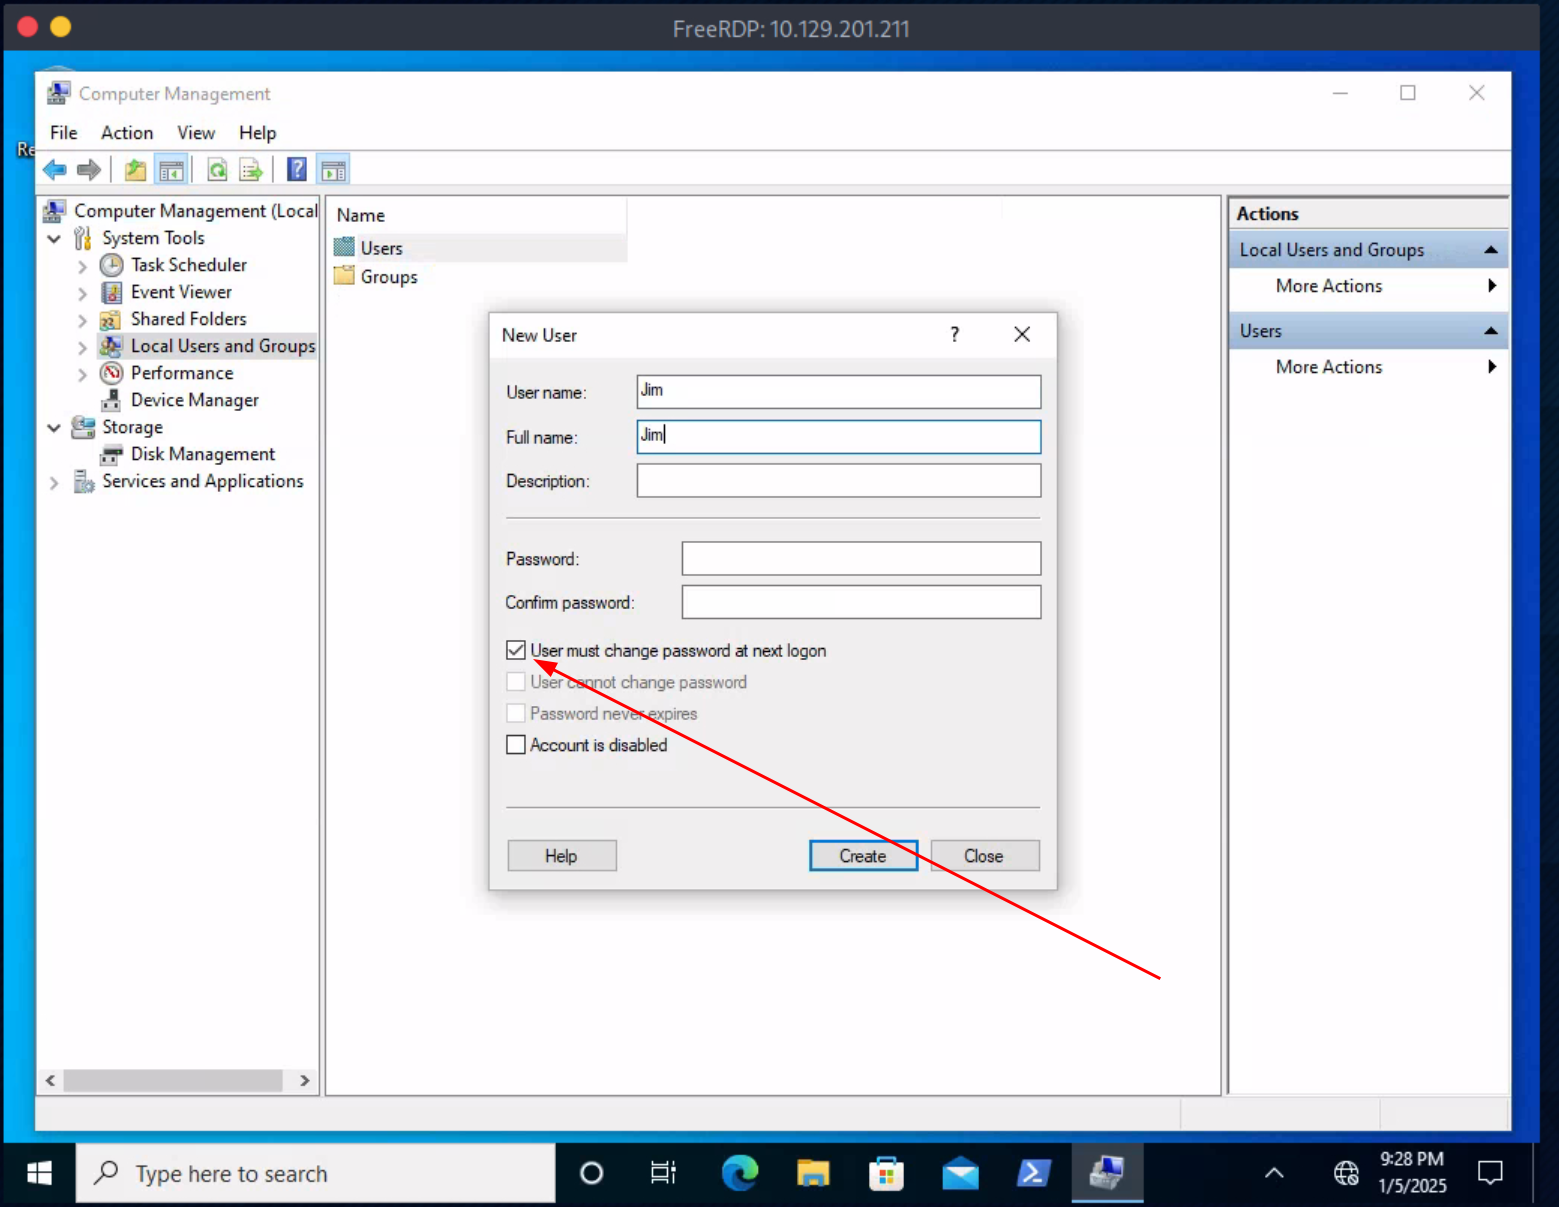 FreeRDP: 10.129.201.211
Computer Management
File Action View Help
Re
Computer Management (Local
System Tools
Task Scheduler
Event Viewer
Shared Folders
Local Users and Groups
Performance
Device Manager
Storage
Disk Management
Services and Applications
Name
Users
Groups
New User
?
User name: Jim
Full name: Jim
Description:
Password:
Confirm password:
User must change password at next logon
User cannot change password
Password never expires
Account is disabled
Help Create Close
Actions
Local Users and Groups
More Actions
Users
More Actions
Type here to search
9:28 PM
1/5/2025